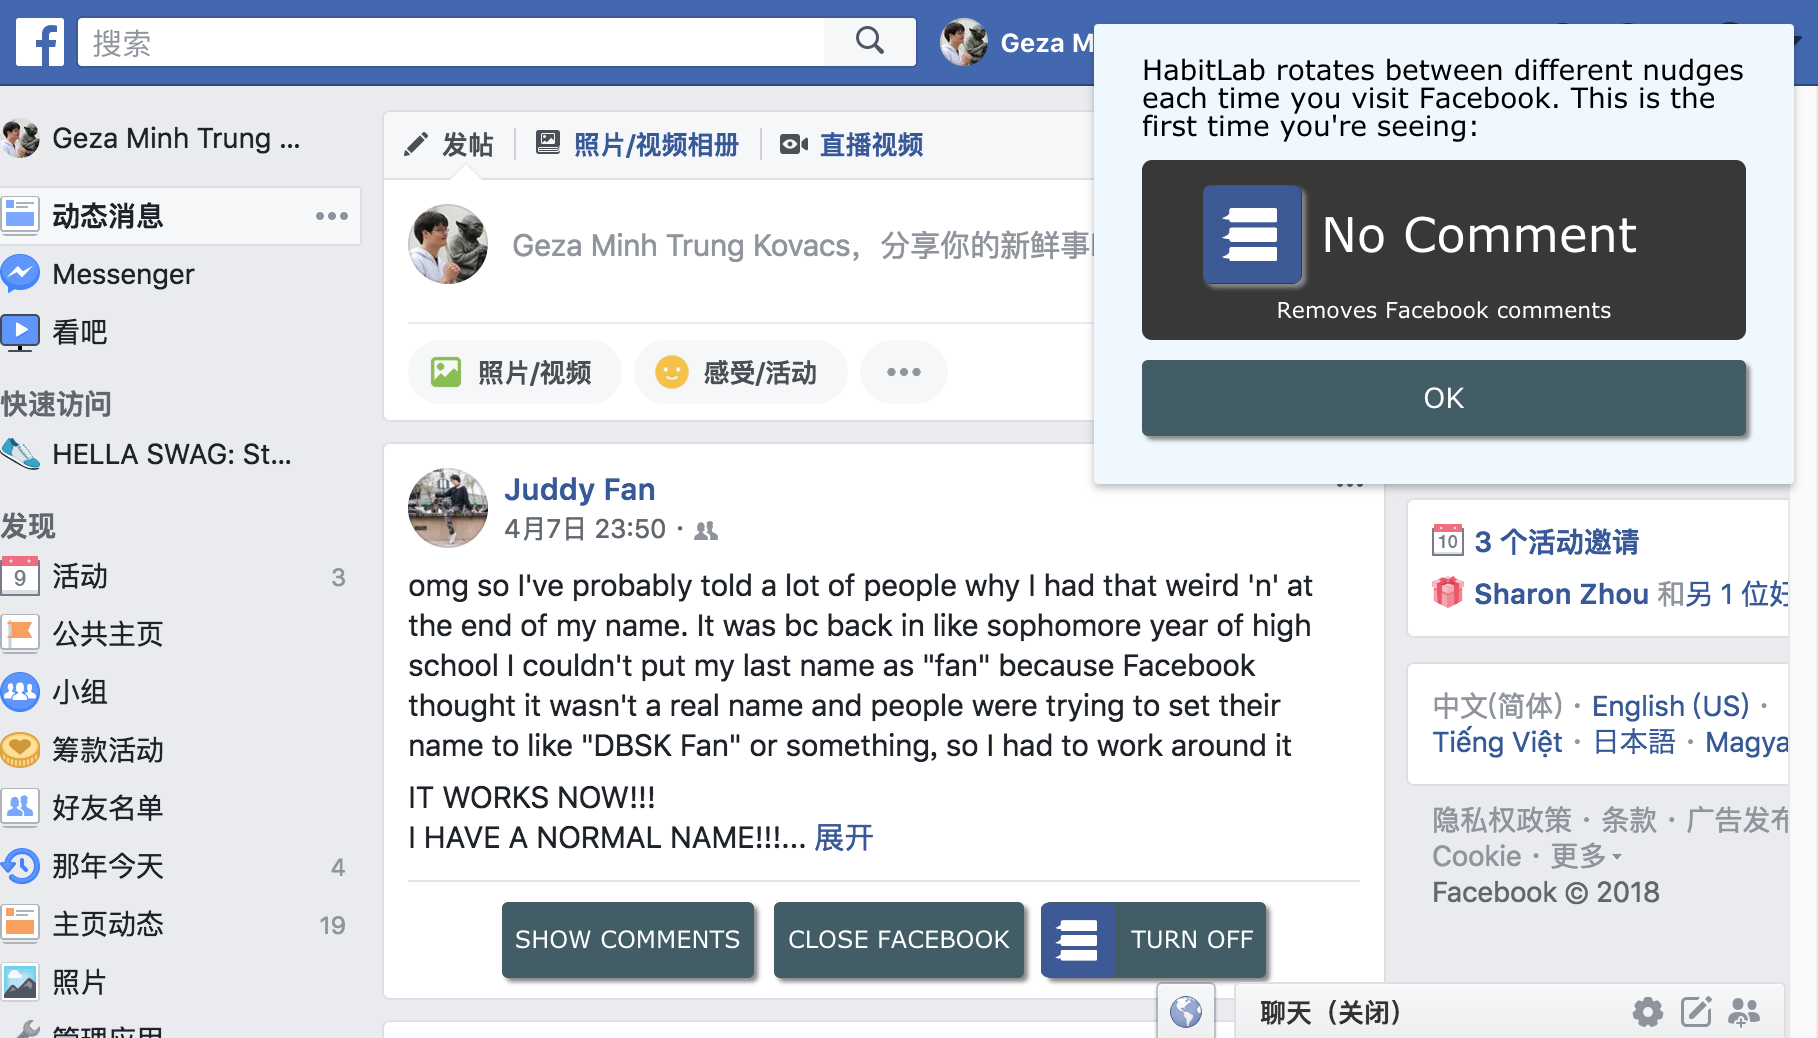 搜索
Geza M
HabitLab rotates between different nudges
each time you visit Facebook. This is the
first time you're seeing:
No Comment
Removes Facebook comments
OK
Geza Minh Trung ...
动态消息
Messenger
看吧
快速访问
HELLA SWAG: St...
发现
9 活动 3
公共主页
小组
筹款活动
好友名单
那年今天 4
主页动态 19
照片
管理应用
发帖
照片/视频相册
直播视频
Geza Minh Trung Kovacs，分享你的新鲜事
照片/视频
感受/活动
Juddy Fan
4月7日 23:50 ·
omg so I've probably told a lot of people why I had that weird 'n' at
the end of my name. It was bc back in like sophomore year of high
school I couldn't put my last name as "fan" because Facebook
thought it wasn't a real name and people were trying to set their
name to like "DBSK Fan" or something, so I had to work around it
IT WORKS NOW!!!
I HAVE A NORMAL NAME!!!... 展开
SHOW COMMENTS
CLOSE FACEBOOK
TURN OFF
10 3 个活动邀请
Sharon Zhou 和另 1 位好
中文(简体) · English (US) ·
Tiếng Việt · 日本語 · Magya
隐私权政策 · 条款 · 广告发布
Cookie · 更多
Facebook © 2018
聊天（关闭）